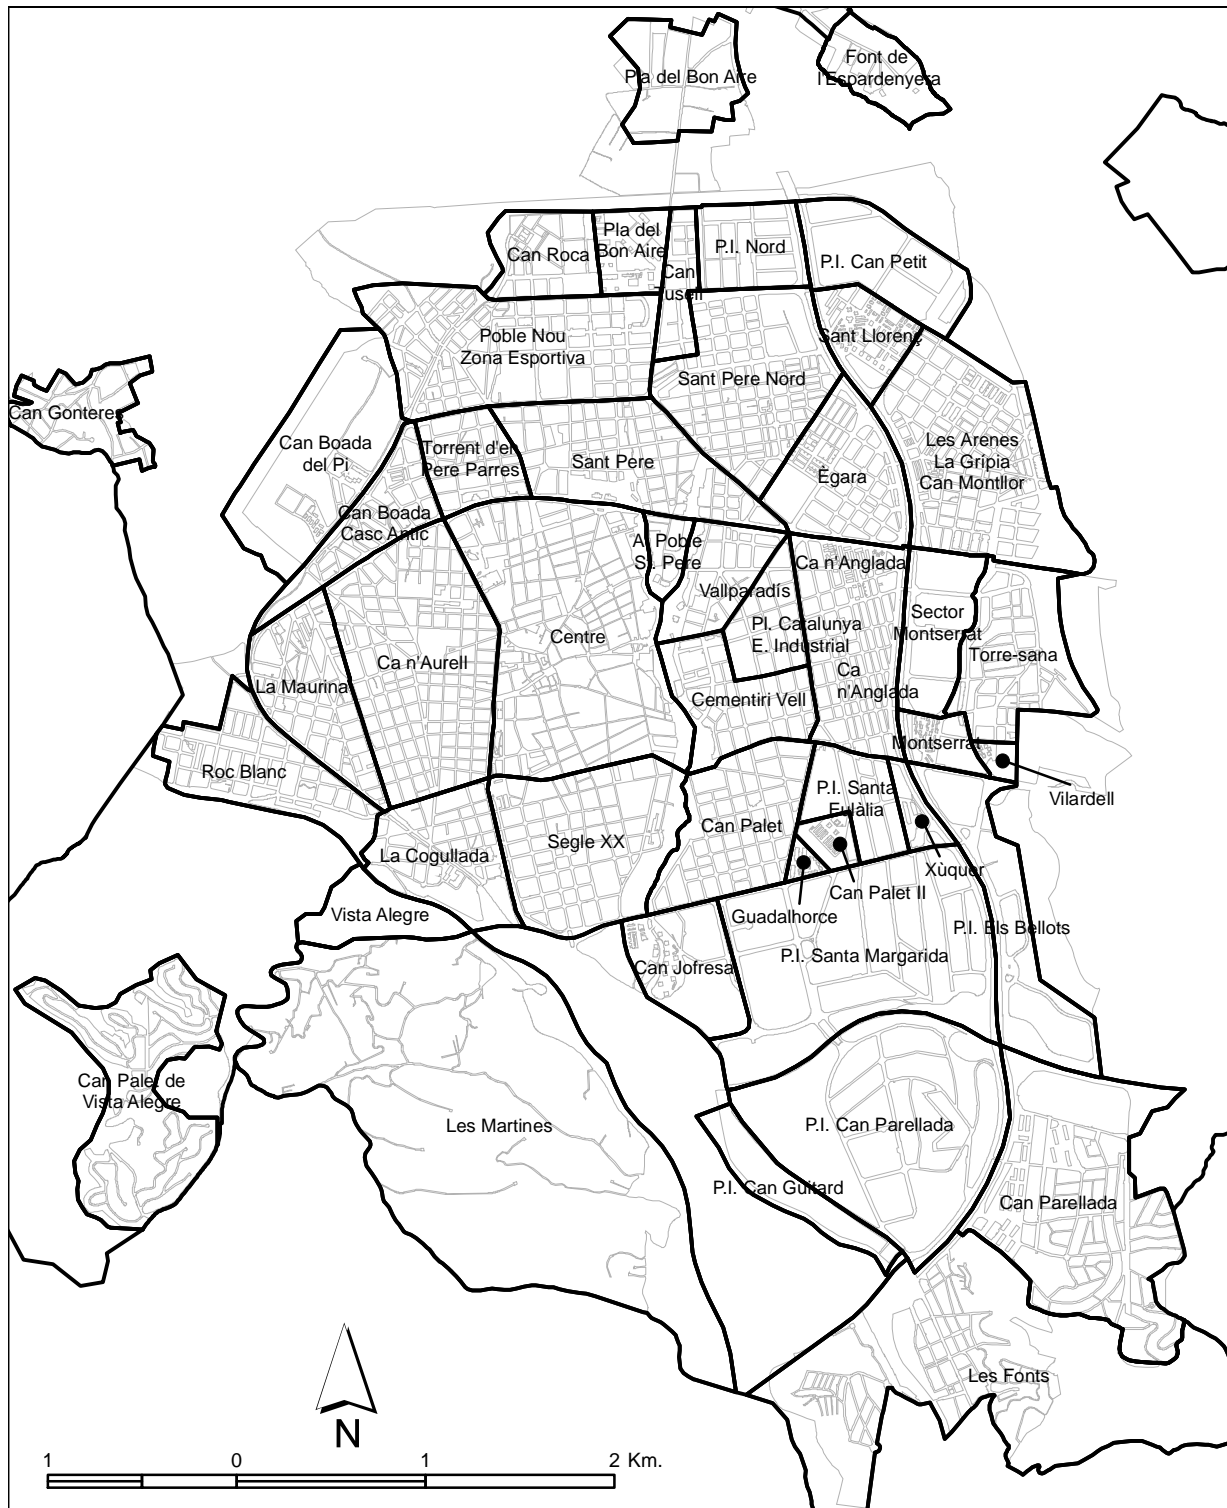 Font de
l'Espardenyera
Pla del Bon Aire
Pla del
Bon Aire
Can Roca
P.I. Nord
P.I. Can Petit
Can
Tusell
Poble Nou
Zona Esportiva
Sant Llorenç
Sant Pere Nord
Can Gonteres
Can Boada
del Pi
Torrent d'en
Pere Parres
Sant Pere
Ègara
Les Arenes
La Grípia
Can Montllor
Can Boada
Casc Antic
A. Poble
S. Pere
Vallparadís
Ca n'Anglada
Pl. Catalunya
E. Industrial
Sector
Montserrat
Torre-sana
Centre
Ca n'Aurell
La Maurina
Ca
n'Anglada
Cementiri Vell
Montserrat
Roc Blanc
P.I. Santa
Eulàlia
Vilardell
Can Palet
Segle XX
La Cogullada
Xùquer
Can Palet II
Guadalhorce
Vista Alegre
P.I. Els Bellots
P.I. Santa Margarida
Can Jofresa
Can Palet de
Vista Alegre
Les Martines
P.I. Can Parellada
P.I. Can Guitard
Can Parellada
Les Fonts
N
1 0 1 2 Km.